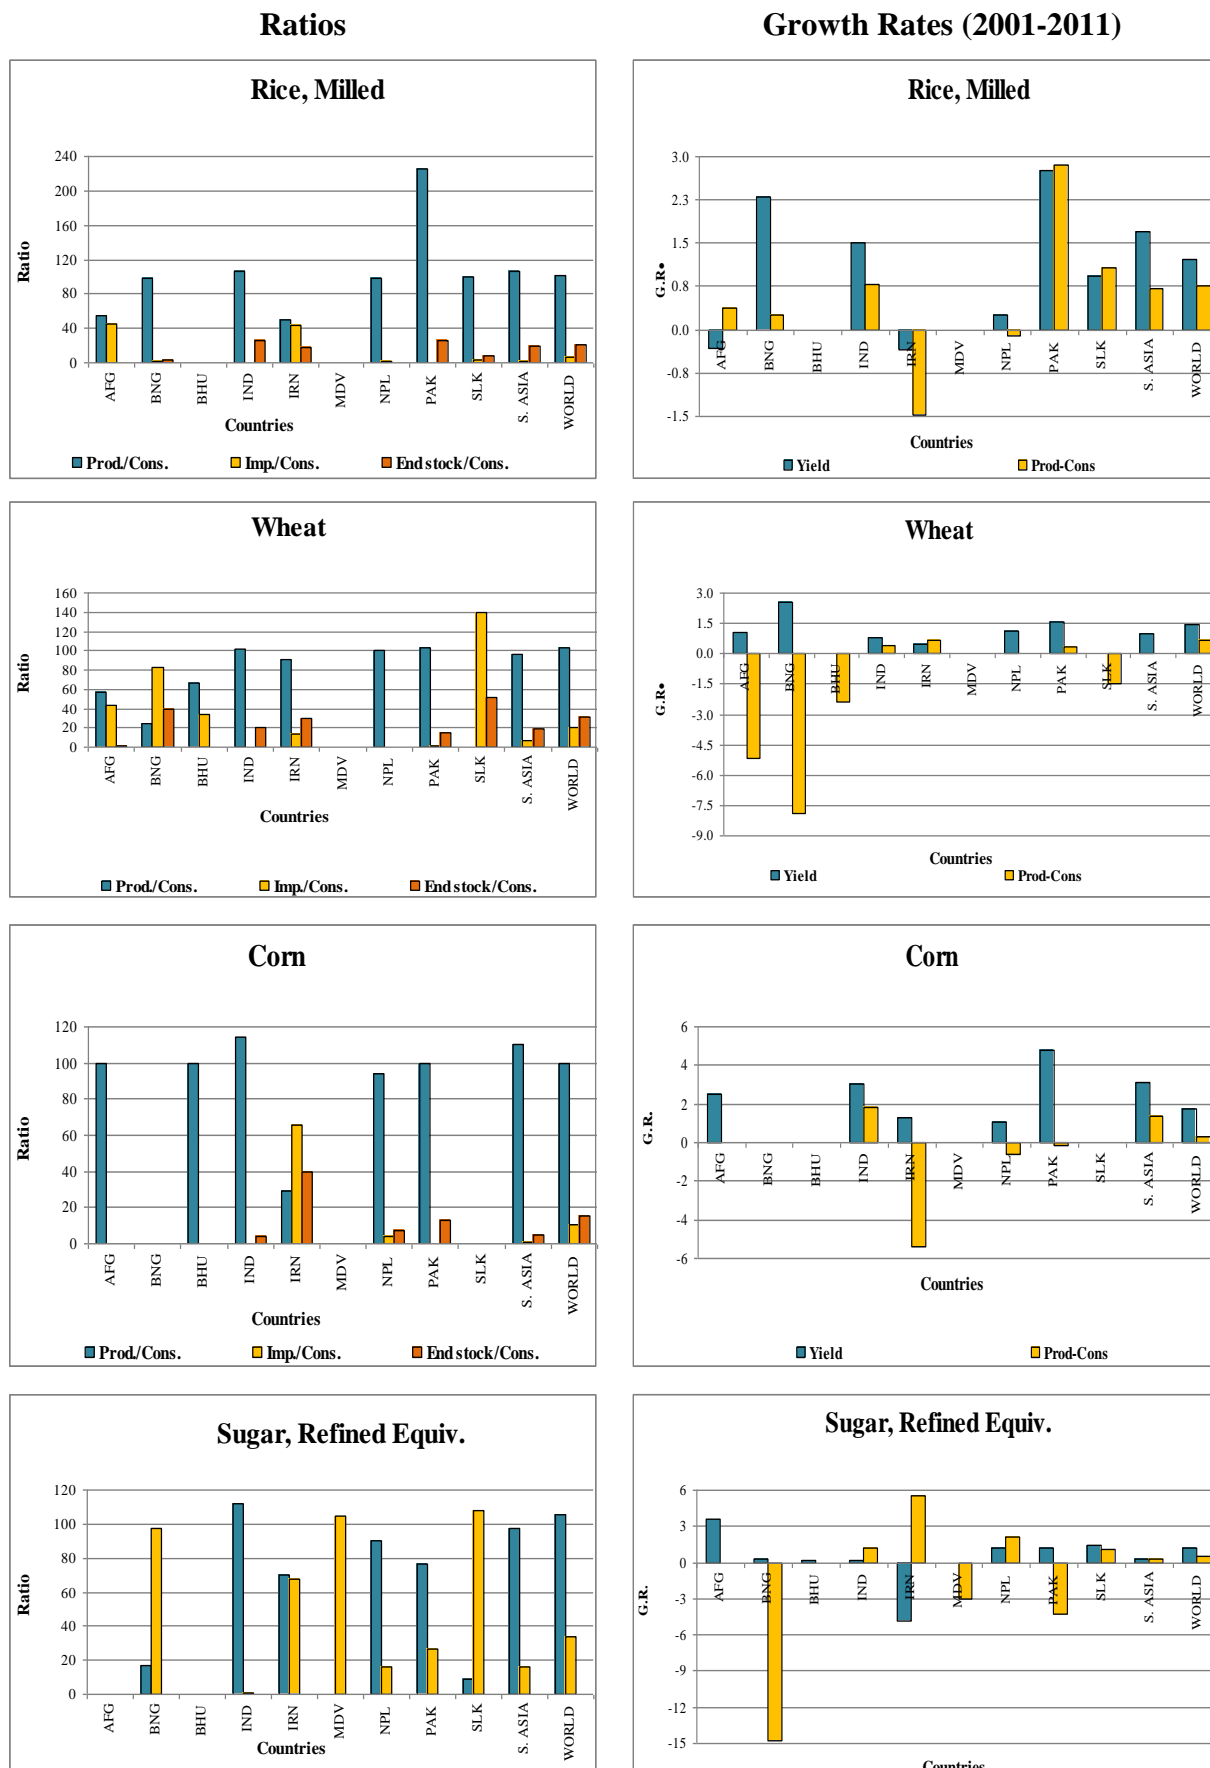 Ratios
Growth Rates (2001-2011)
Rice, Milled
240
200
160
120
80
40
0
Ratio
AFG
BNG
BHU
IND
IRN
MDV
NPL
PAK
SLK
S. ASIA
WORLD
Countries
Prod./Cons. Imp./Cons. End stock/Cons.
Rice, Milled
3.0
2.3
1.5
0.8
0.0
-0.8
-1.5
G.R•
AFG
BNG
BHU
IND
IRN
MDV
NPL
PAK
SLK
S. ASIA
WORLD
Countries
Yield Prod-Cons
Wheat
160
140
120
100
80
60
40
20
0
Ratio
AFG
BNG
BHU
IND
IRN
MDV
NPL
PAK
SLK
S. ASIA
WORLD
Countries
Prod./Cons. Imp./Cons. End stock/Cons.
Wheat
3.0
1.5
0.0
-1.5
-3.0
-4.5
-6.0
-7.5
-9.0
G.R•
AFG
BNG
BHU
IND
IRN
MDV
NPL
PAK
SLK
S. ASIA
WORLD
Countries
Yield Prod-Cons
Corn
120
100
80
60
40
20
0
Ratio
AFG
BNG
BHU
IND
IRN
MDV
NPL
PAK
SLK
S. ASIA
WORLD
Countries
Prod./Cons. Imp./Cons. End stock/Cons.
Corn
6
4
2
0
-2
-4
-6
G.R.
AFG
BNG
BHU
IND
IRN
MDV
NPL
PAK
SLK
S. ASIA
WORLD
Countries
Yield Prod-Cons
Sugar, Refined Equiv.
120
100
80
60
40
20
0
Ratio
AFG
BNG
BHU
IND
IRN
MDV
NPL
PAK
SLK
S. ASIA
WORLD
Countries
Sugar, Refined Equiv.
6
3
0
-3
-6
-9
-12
-15
G.R.
AFG
BNG
BHU
IND
IRN
MDV
NPL
PAK
SLK
S. ASIA
WORLD
Countries